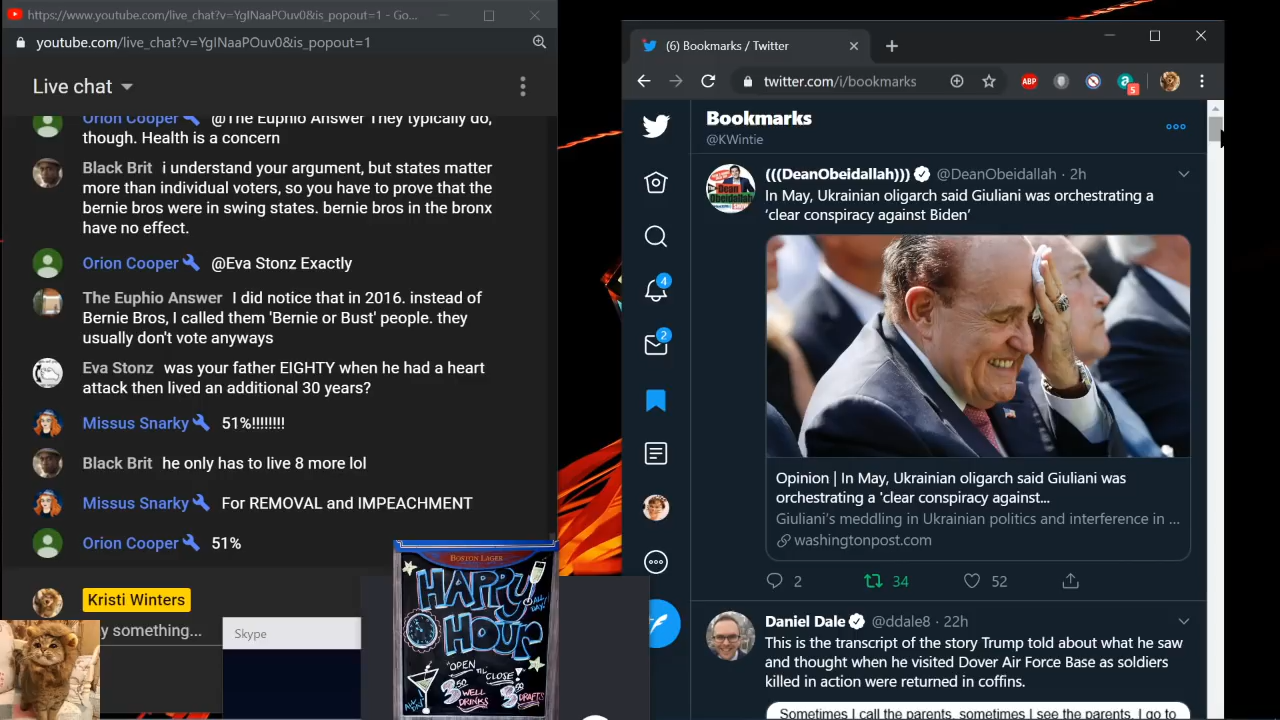 https://www.youtube.com/live_chat?v=YgINaaPOuv0&is_popout=1 - Go...
youtube.com/live_chat?v=YgINaaPOuv0&is_popout=1
Live chat
Orion Cooper @The Euphio Answer They typically do,
though. Health is a concern
Black Brit i understand your argument, but states matter
more than individual voters, so you have to prove that the
bernie bros were in swing states. bernie bros in the bronx
have no effect.
Orion Cooper @Eva Stonz Exactly
The Euphio Answer I did notice that in 2016. instead of
Bernie Bros, I called them 'Bernie or Bust' people. they
usually don't vote anyways
Eva Stonz was your father EIGHTY when he had a heart
attack then lived an additional 30 years?
Missus Snarky 51%!!!!!!!!
Black Brit he only has to live 8 more lol
Missus Snarky For REMOVAL and IMPEACHMENT
Orion Cooper 51%
Kristi Winters
y something...
Skype
BOSTON LAGER
HAPPY
ALL
DAY!
HOUR
"OPEN
'TIL"
CLOSE!
3.50
WELL
DRINKS
3
DRAFTS
(6) Bookmarks / Twitter
twitter.com/i/bookmarks
ABP
5
Bookmarks
@KWintie
4
2
(((DeanObeidallah))) @DeanObeidallah · 2h
In May, Ukrainian oligarch said Giuliani was orchestrating a
'clear conspiracy against Biden'
Opinion | In May, Ukrainian oligarch said Giuliani was
orchestrating a 'clear conspiracy against...
Giuliani's meddling in Ukrainian politics and interference in ...
washingtonpost.com
2 34 52
Daniel Dale @ddale8 · 22h
This is the transcript of the story Trump told about what he saw
and thought when he visited Dover Air Force Base as soldiers
killed in action were returned in coffins.
Sometimes I call the parents, sometimes I see the parents, I go to